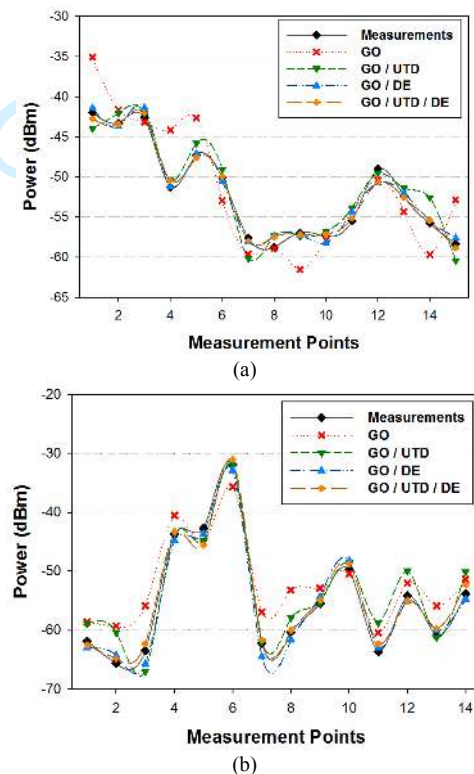 -30
-35
-40
-45
-50
-55
-60
-65
Power (dBm)
Measurements
GO
GO / UTD
GO / DE
GO / UTD / DE
2 4 6 8 10 12 14
Measurement Points
(a)
-20
-30
-40
-50
-60
-70
Power (dBm)
Measurements
GO
GO / UTD
GO / DE
GO / UTD / DE
2 4 6 8 10 12 14
Measurement Points
(b)